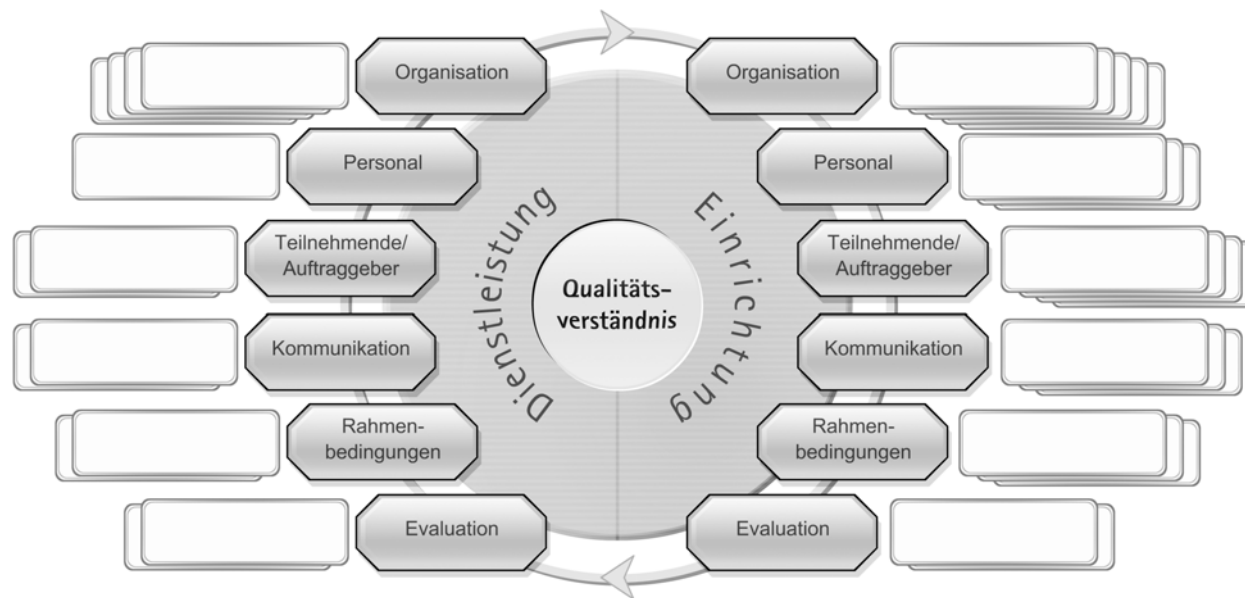 Organisation
Organisation
Personal
Personal
Teilnehmende/
Auftraggeber
Teilnehmende/
Auftraggeber
Dienstleistung
Einrichtung
Qualitäts-
verständnis
Kommunikation
Kommunikation
Rahmen-
bedingungen
Rahmen-
bedingungen
Evaluation
Evaluation